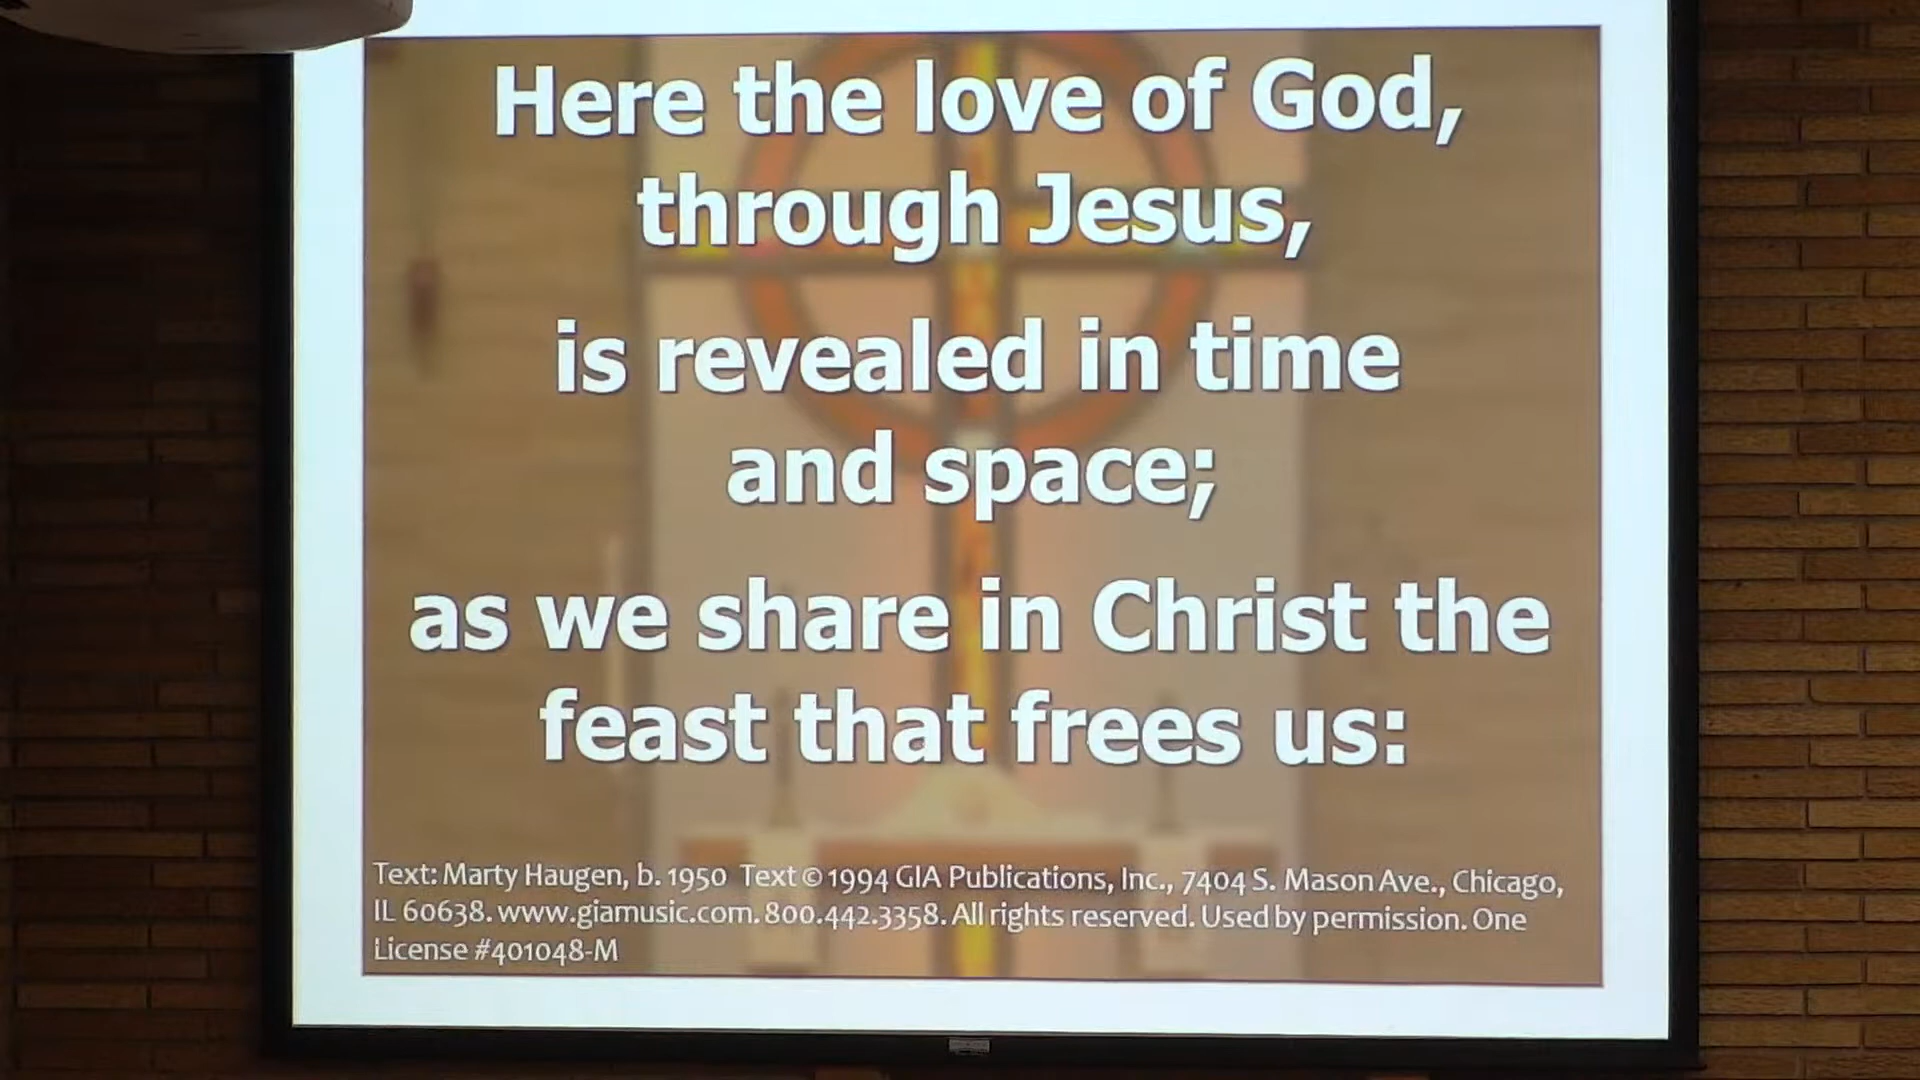 Here the love of God,
through Jesus,
is revealed in time
and space;
as we share in Christ the
feast that frees us:
Text: Marty Haugen, b. 1950  Text © 1994 GIA Publications, Inc., 7404 S. Mason Ave., Chicago,
IL 60638. www.giamusic.com. 800.442.3358. All rights reserved. Used by permission. One
License #401048-M